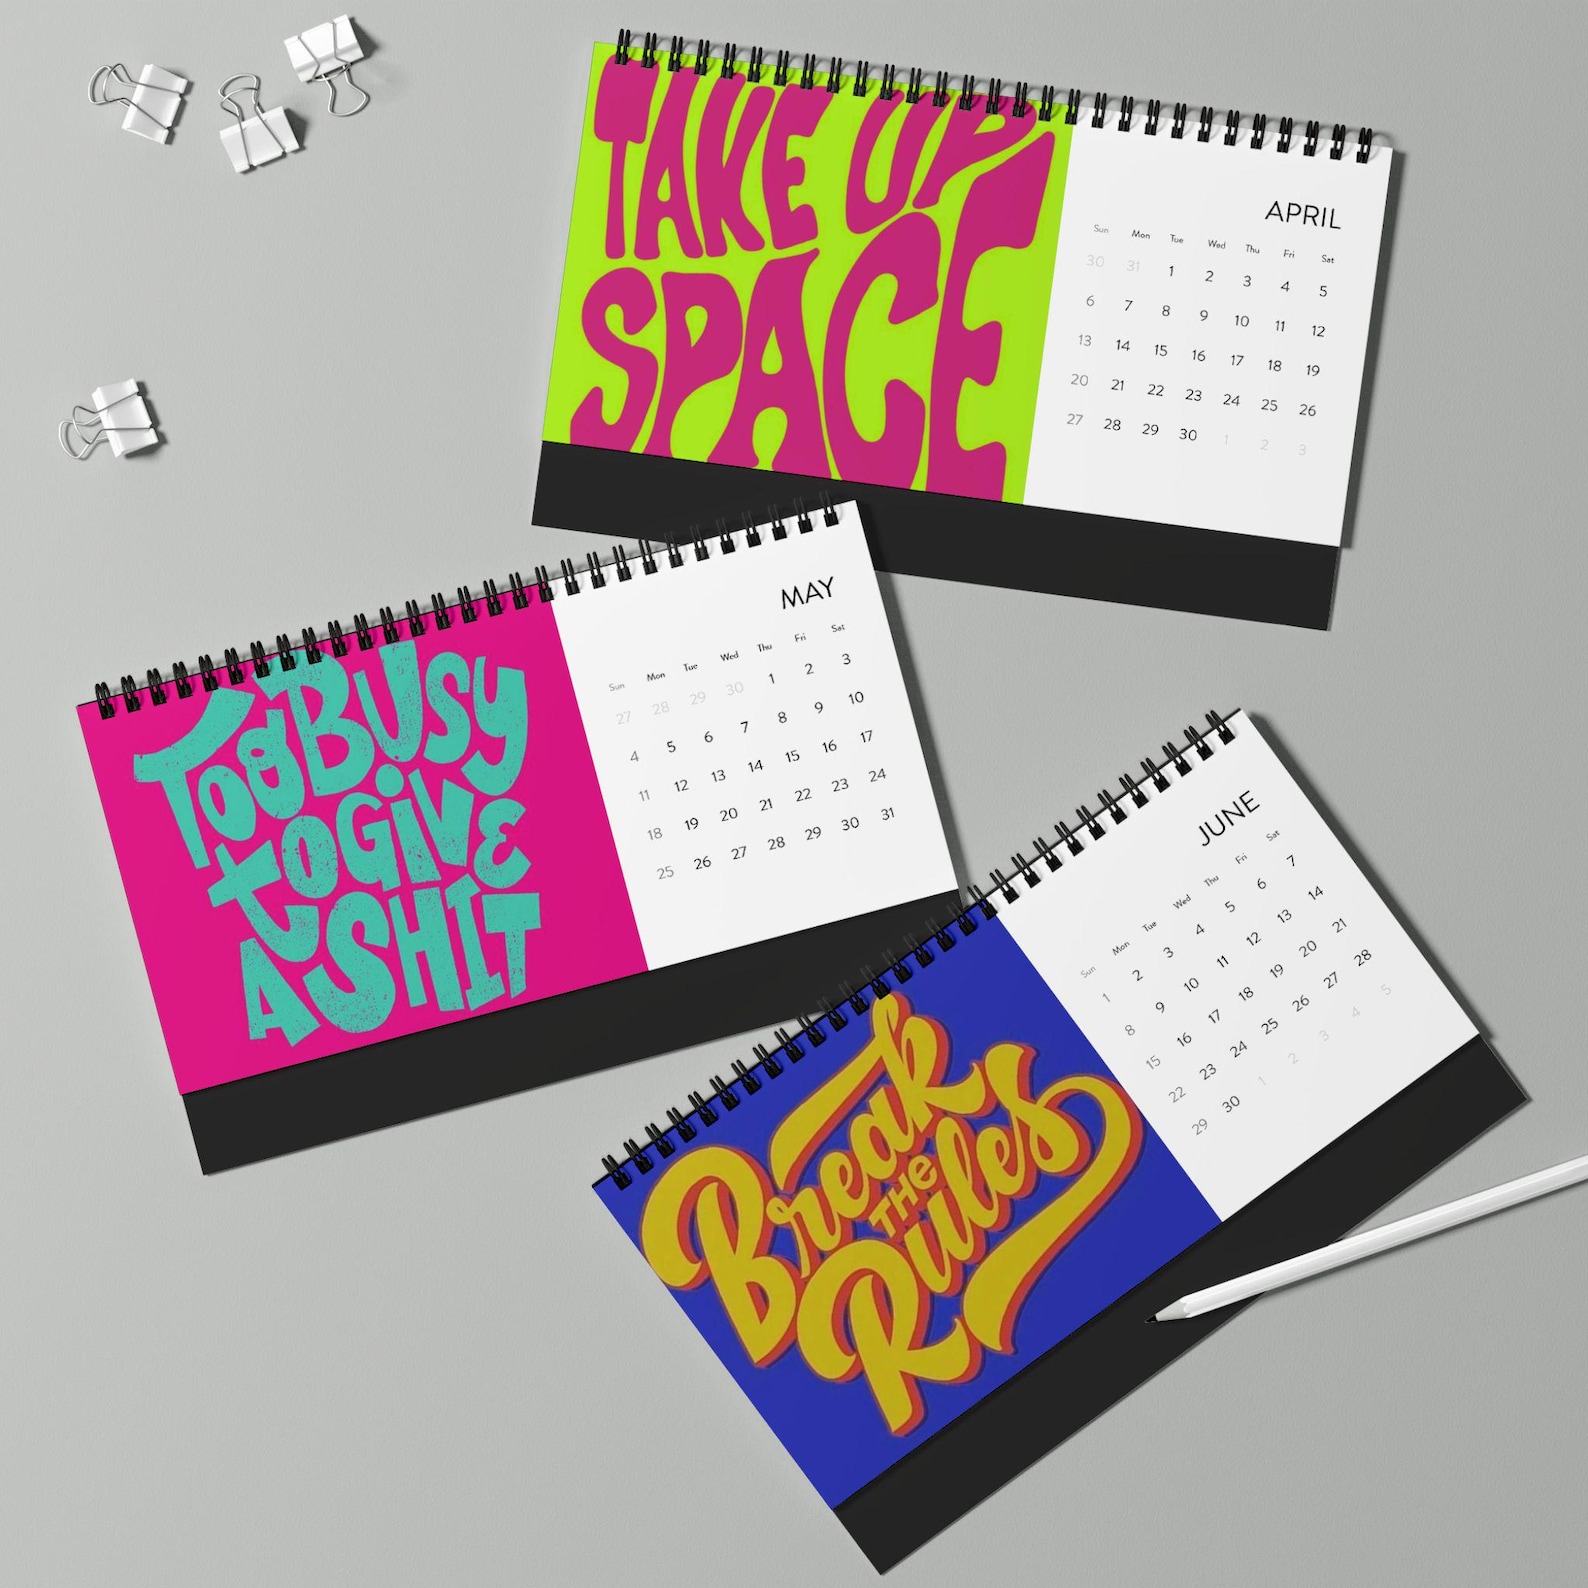 TAKE UP
SPACE
APRIL
Sun Mon Tue Wed Thu Fri Sat
30 31 1 2 3 4 5
6 7 8 9 10 11 12
13 14 15 16 17 18 19
20 21 22 23 24 25 26
27 28 29 30 1 2 3
TOO BUSY
to GiVE
A SHIT
MAY
Sun Mon Tue Wed Thu Fri Sat
27 28 29 30 1 2 3
4 5 6 7 8 9 10
11 12 13 14 15 16 17
18 19 20 21 22 23 24
25 26 27 28 29 30 31
Break
THE
Rules
JUNE
Sun Mon Tue Wed Thu Fri Sat
1 2 3 4 5 6 7
8 9 10 11 12 13 14
15 16 17 18 19 20 21
22 23 24 25 26 27 28
29 30 1 2 3 4 5